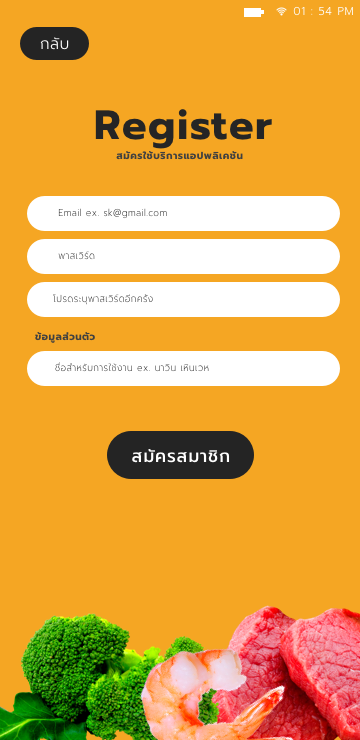 01 : 54 PM
กลับ
Register
สมัครใช้บริการแอปพลิเคชัน
Email ex. sk@gmail.com
พาสเวิร์ด
โปรดระบุพาสเวิร์ดอีกครั้ง
ข้อมูลส่วนตัว
ชื่อสำหรับการใช้งาน ex. นาวิน เหินเวห
สมัครสมาชิก